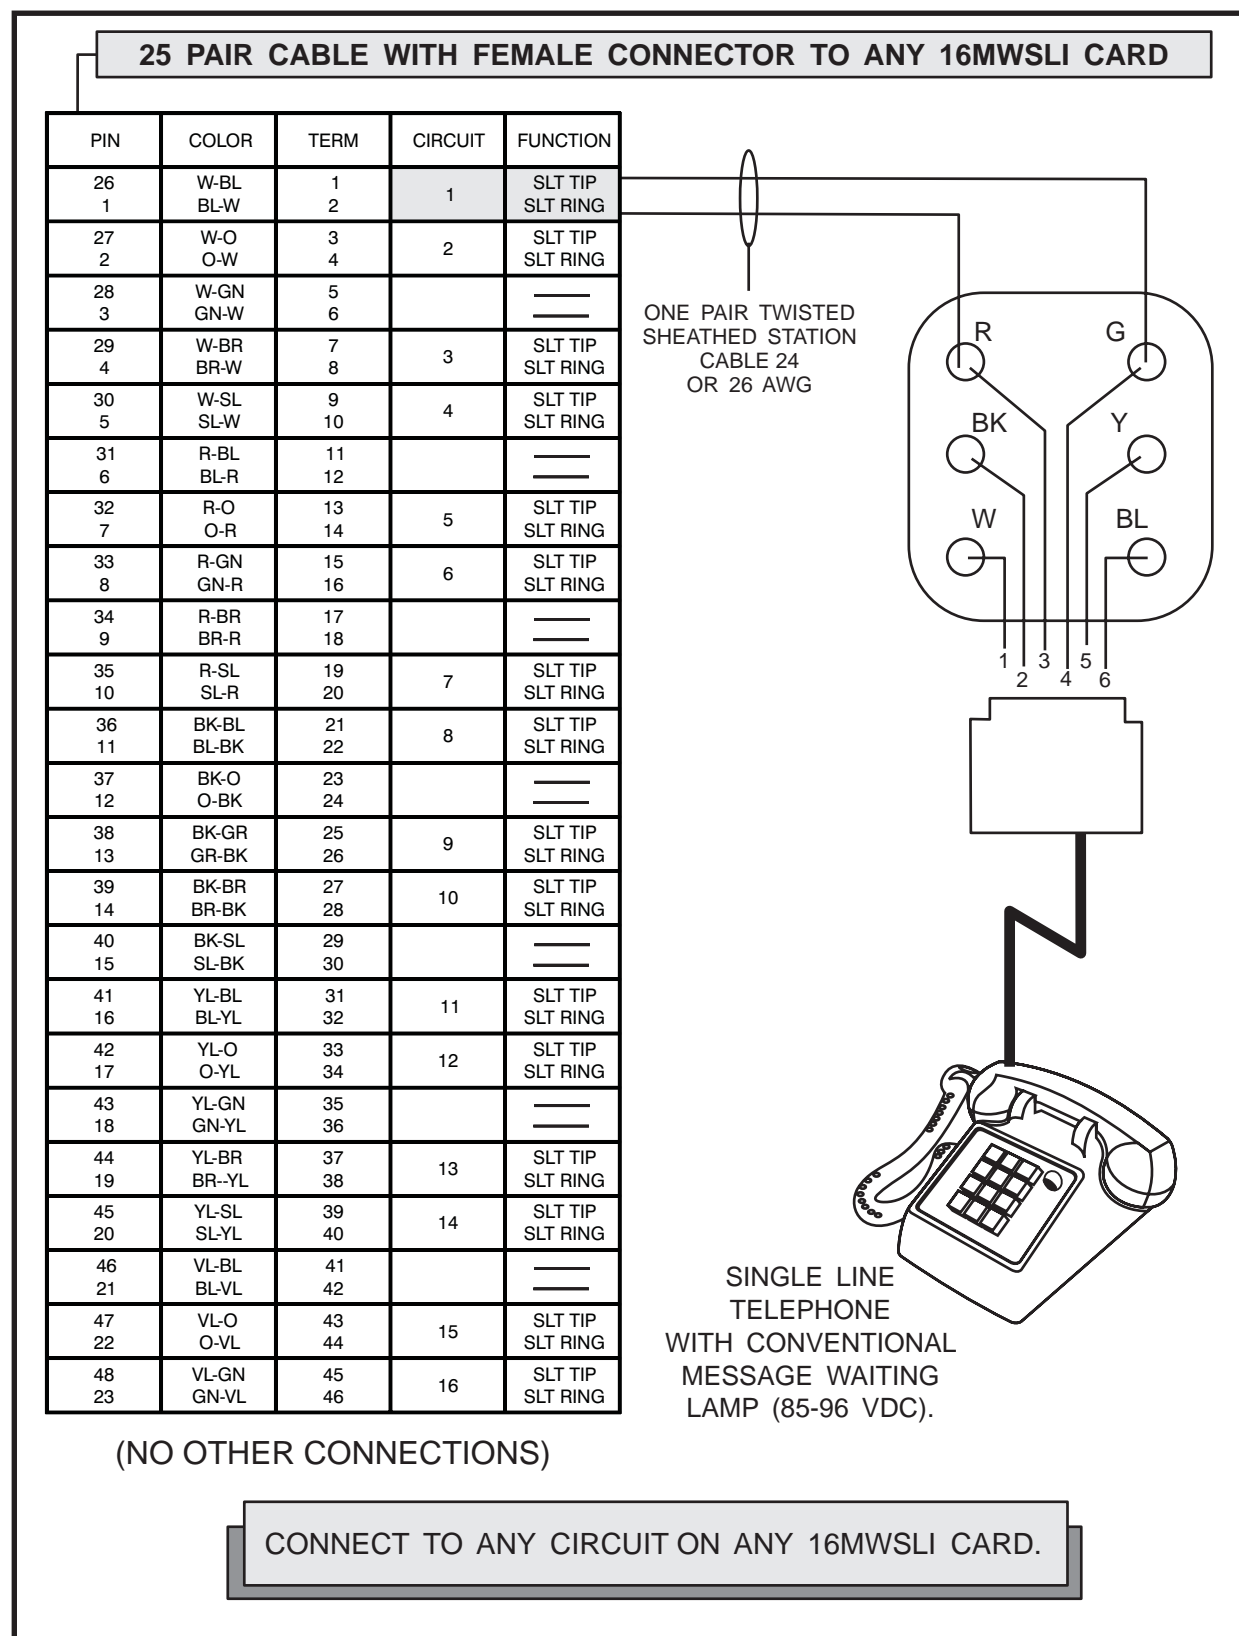 25 PAIR CABLE WITH FEMALE CONNECTOR TO ANY 16MWSLI CARD
PIN COLOR TERM CIRCUIT FUNCTION
26 W-BL 1 SLT TIP
1
1 BL-W 2 SLT RING
27 W-O 3 SLT TIP
2
2 O-W 4 SLT RING
28 W-GN 5
3 GN-W 6
29 W-BR 7 SLT TIP
3
4 BR-W 8 SLT RING
30 W-SL 9 SLT TIP
4
5 SL-W 10 SLT RING
31 R-BL 11
6 BL-R 12
32 R-O 13 SLT TIP
5
7 O-R 14 SLT RING
33 R-GN 15 SLT TIP
6
8 GN-R 16 SLT RING
34 R-BR 17
9 BR-R 18
35 R-SL 19 SLT TIP
7
10 SL-R 20 SLT RING
36 BK-BL 21 SLT TIP
8
11 BL-BK 22 SLT RING
37 BK-O 23
12 O-BK 24
38 BK-GR 25 SLT TIP
9
13 GR-BK 26 SLT RING
39 BK-BR 27 SLT TIP
10
14 BR-BK 28 SLT RING
40 BK-SL 29
15 SL-BK 30
41 YL-BL 31 SLT TIP
11
16 BL-YL 32 SLT RING
42 YL-O 33 SLT TIP
12
17 O-YL 34 SLT RING
43 YL-GN 35
18 GN-YL 36
44 YL-BR 37 SLT TIP
13
19 BR--YL 38 SLT RING
45 YL-SL 39 SLT TIP
14
20 SL-YL 40 SLT RING
46 VL-BL 41
21 BL-VL 42
47 VL-O 43 SLT TIP
15
22 O-VL 44 SLT RING
48 VL-GN 45 SLT TIP
16
23 GN-VL 46 SLT RING
(NO OTHER CONNECTIONS)
ONE PAIR TWISTED
SHEATHED STATION
CABLE 24
OR 26 AWG
R G
BK Y
W BL
1 2 3 4 5 6
SINGLE LINE
TELEPHONE
WITH CONVENTIONAL
MESSAGE WAITING
LAMP (85-96 VDC).
CONNECT TO ANY CIRCUIT ON ANY 16MWSLI CARD.